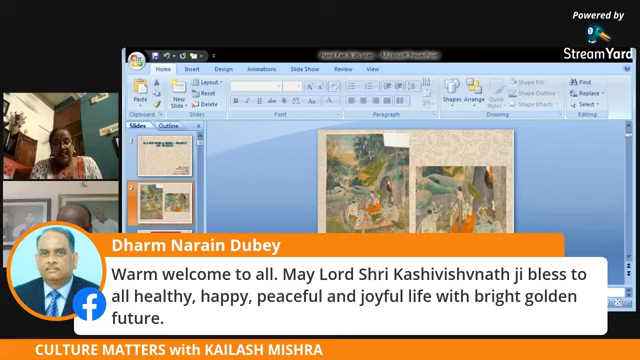 Powered by
StreamYard
Home Insert Design Animations Slide Show Review View
Paste
Clipboard
New
Slide
Layout
Reset
Delete
Slides
Font
Paragraph
Shapes Arrange Quick
Styles
Shape Fill
Shape Outline
Shape Effects
Drawing
Find
Replace
Select
Editing
Slides Outline
Dharm Narain Dubey
Warm welcome to all. May Lord Shri Kashivishvnath ji bless to
all healthy, happy, peaceful and joyful life with bright golden
future.
CULTURE MATTERS with KAILASH MISHRA